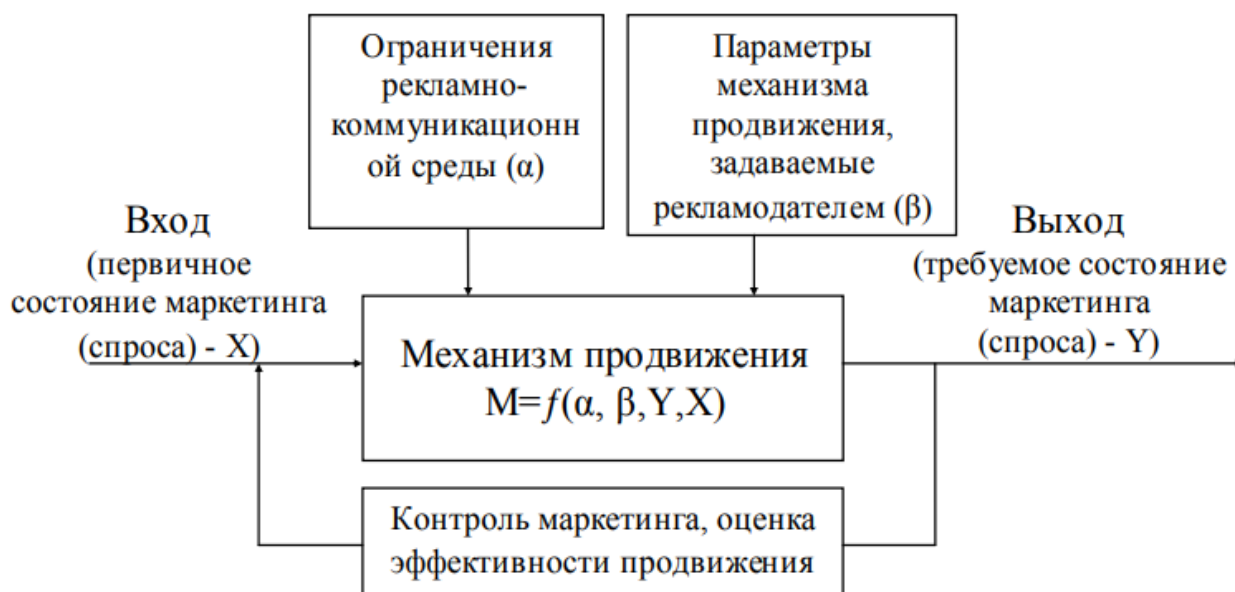 Ограничения
рекламно-
коммуникационн
ой среды (α)
Параметры
механизма
продвижения,
задаваемые
рекламодателем (β)
Вход
(первичное
состояние маркетинга
(спроса) - X)
Выход
(требуемое состояние
маркетинга
(спроса) - Y)
Механизм продвижения
M=f(α, β,Y,X)
Контроль маркетинга, оценка
эффективности продвижения